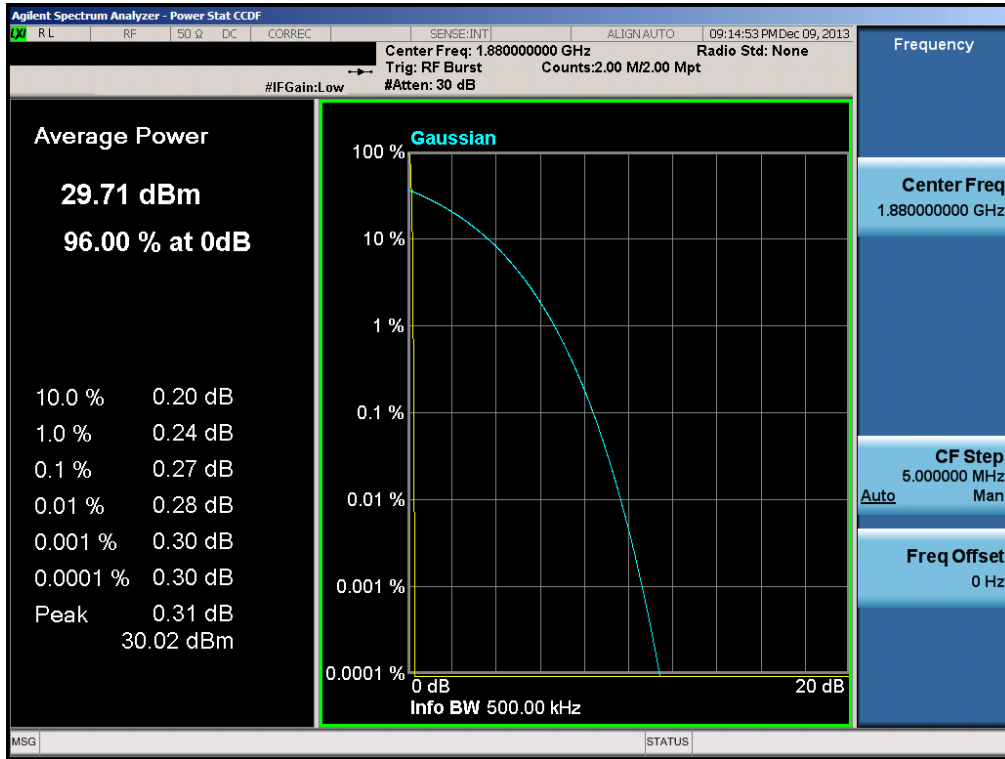 Agilent Spectrum Analyzer - Power Stat CCDF
LXI RL RF 50 Ω DC CORREC SENSE:INT ALIGN AUTO 09:14:53 PM Dec 09, 2013
Center Freq: 1.880000000 GHz Radio Std: None
Trig: RF Burst Counts:2.00 M/2.00 Mpt
#IFGain:Low #Atten: 30 dB
Average Power
29.71 dBm
96.00 % at 0dB
10.0 % 0.20 dB
1.0 % 0.24 dB
0.1 % 0.27 dB
0.01 % 0.28 dB
0.001 % 0.30 dB
0.0001 % 0.30 dB
Peak 0.31 dB
30.02 dBm
Gaussian
100 %
10 %
1 %
0.1 %
0.01 %
0.001 %
0.0001 %
0 dB 20 dB
Info BW 500.00 kHz
Frequency
Center Freq
1.880000000 GHz
CF Step
5.000000 MHz
Auto Man
Freq Offset
0 Hz
MSG STATUS